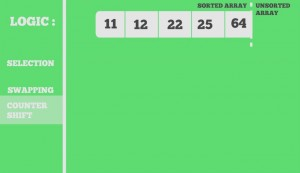 LOGIC :
SORTED ARRAY
UNSORTED
ARRAY
11 12 22 25 64
SELECTION
SWAPPING
COUNTER
SHIFT